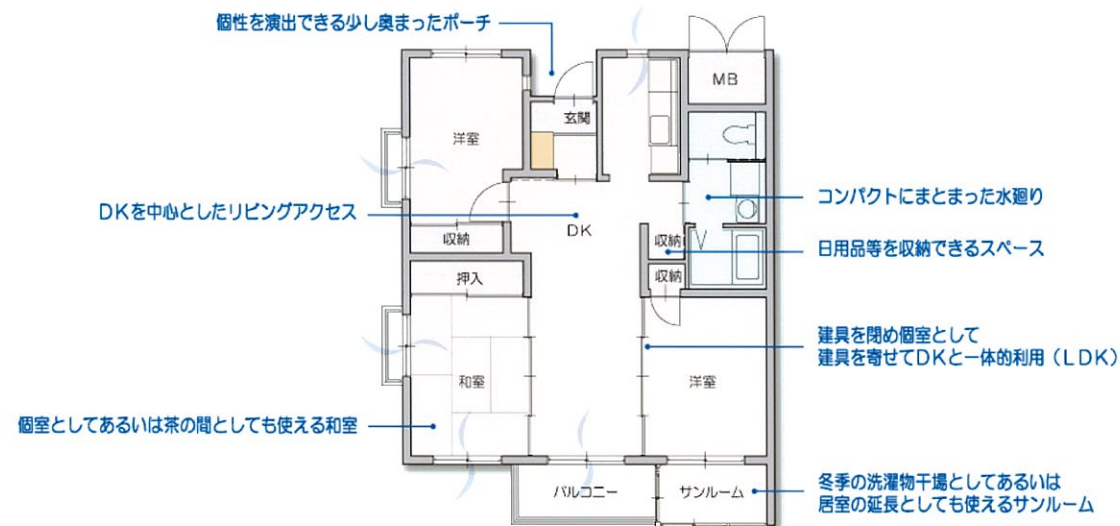 個性を演出できる少し奥まったポーチ
MB
玄関
洋室
コンパクトにまとまった水廻り
DKを中心としたリビングアクセス
DK
収納
収納
日用品等を収納できるスペース
押入
収納
建具を閉め個室として
建具を寄せてDKと一体的利用（LDK）
和室
洋室
個室としてあるいは茶の間としても使える和室
バルコニー
サンルーム
冬季の洗濯物干場としてあるいは
居室の延長としても使えるサンルーム